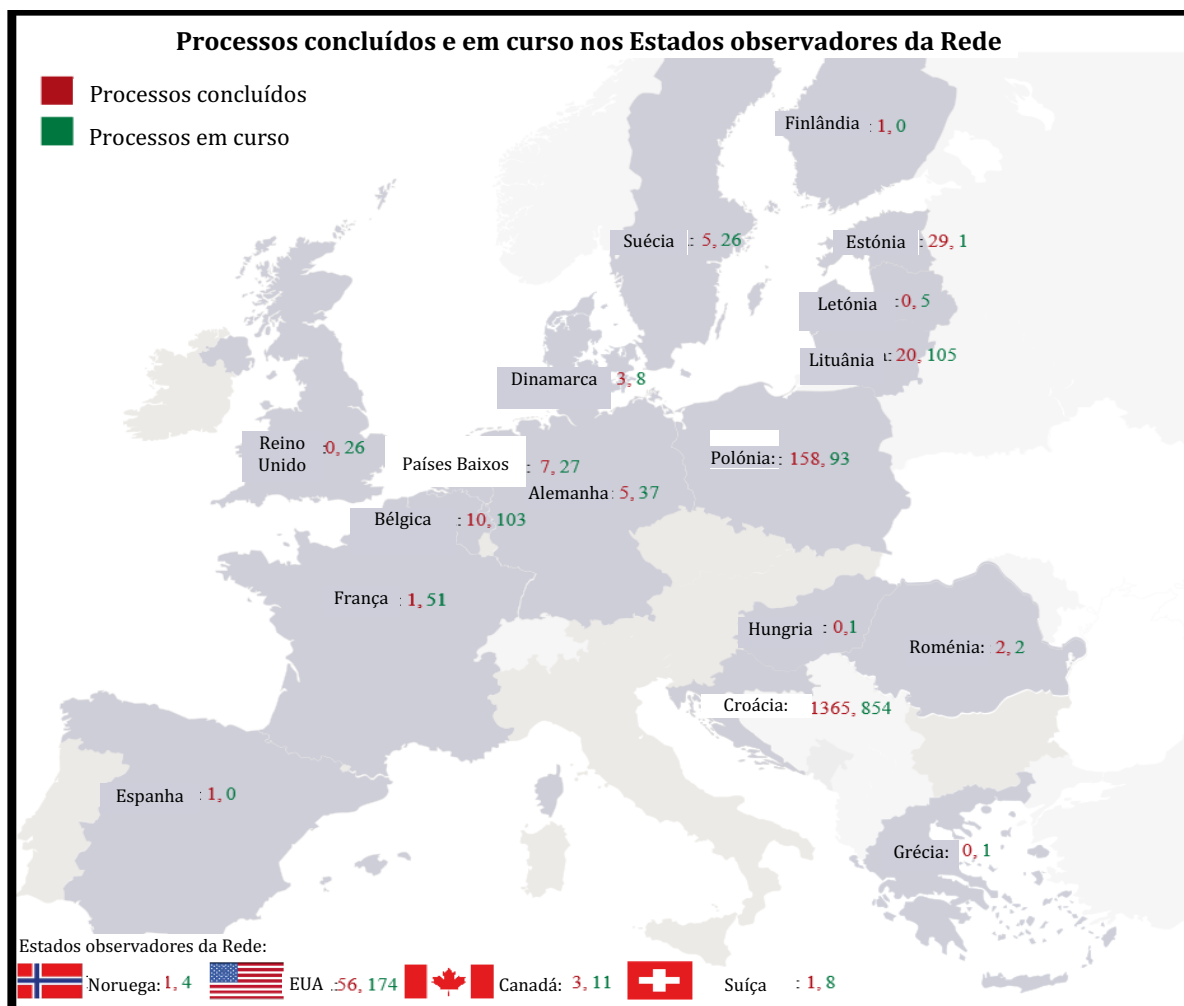 Processos concluídos e em curso nos Estados observadores da Rede
Processos concluídos
Processos em curso
Finlândia : 1, 0
Suécia : 5, 26
Estónia : 29, 1
Letónia : 0, 5
Lituânia : 20, 105
Dinamarca 3, 8
Reino
Unido : 0, 26
Países Baixos : 7, 27
Polónia: : 158, 93
Alemanha : 5, 37
Bélgica : 10, 103
França : 1, 51
Hungria : 0,1
Roménia: 2, 2
Croácia: 1365, 854
Espanha : 1, 0
Grécia: 0, 1
Estados observadores da Rede:
Noruega: 1, 4 EUA :56, 174 Canadá: 3, 11 Suíça : 1, 8